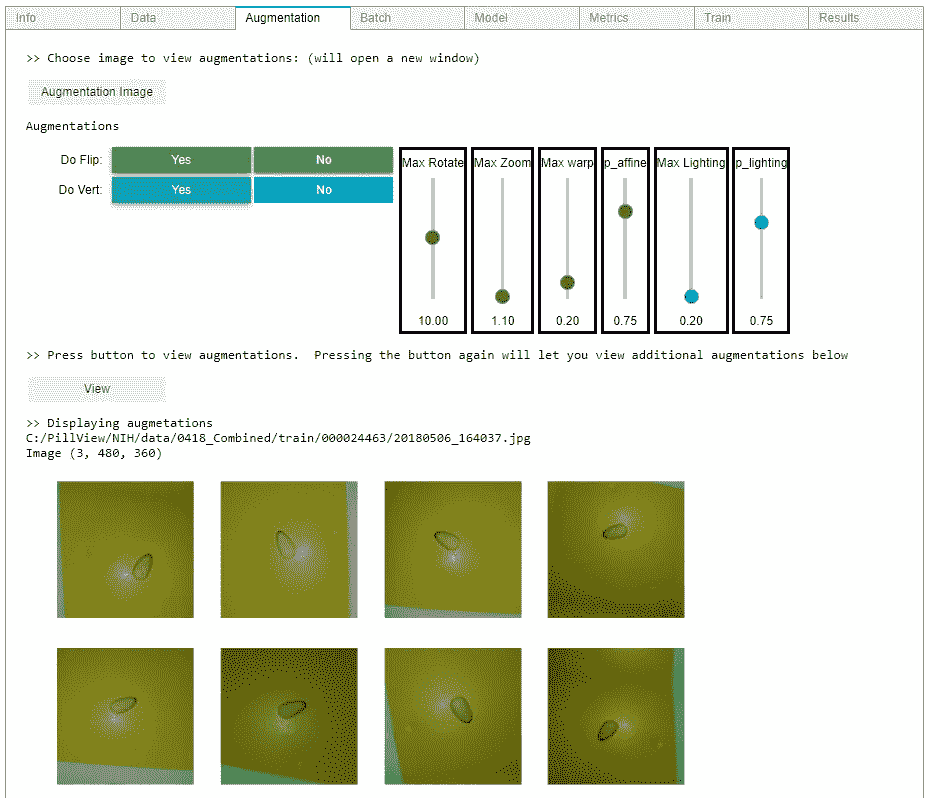 Info Data Augmentation Batch Model Metrics Train Results
>> Choose image to view augmentations: (will open a new window)
Augmentation Image
Augmentations
Do Flip: Yes No
Do Vert: Yes No
Max Rotate Max Zoom Max warp p_affine Max Lighting p_lighting
10.00 1.10 0.20 0.75 0.20 0.75
>> Press button to view augmentations. Pressing the button again will let you view additional augmentations below
View
>> Displaying augmetations
C:/PillView/NIH/data/0418_Combined/train/000024463/20180506_164037.jpg
Image (3, 480, 360)